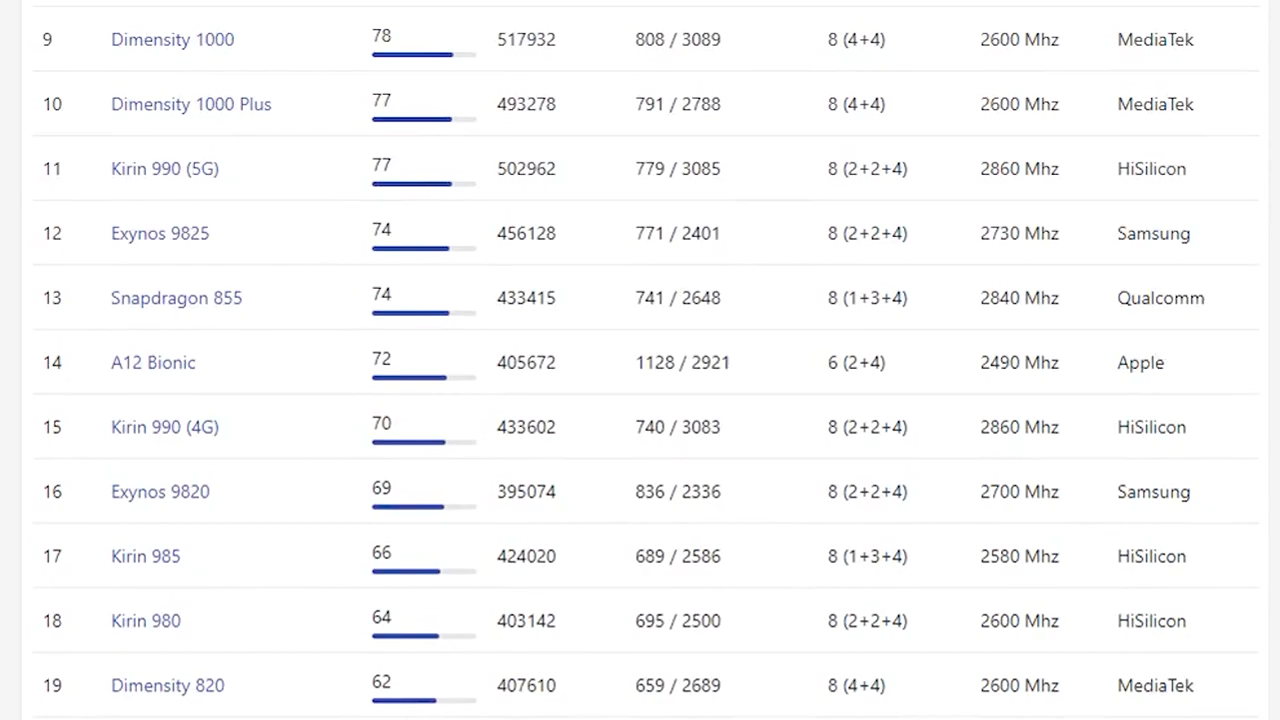 9 Dimensity 1000 78 517932 808 / 3089 8 (4+4) 2600 Mhz MediaTek
10 Dimensity 1000 Plus 77 493278 791 / 2788 8 (4+4) 2600 Mhz MediaTek
11 Kirin 990 (5G) 77 502962 779 / 3085 8 (2+2+4) 2860 Mhz HiSilicon
12 Exynos 9825 74 456128 771 / 2401 8 (2+2+4) 2730 Mhz Samsung
13 Snapdragon 855 74 433415 741 / 2648 8 (1+3+4) 2840 Mhz Qualcomm
14 A12 Bionic 72 405672 1128 / 2921 6 (2+4) 2490 Mhz Apple
15 Kirin 990 (4G) 70 433602 740 / 3083 8 (2+2+4) 2860 Mhz HiSilicon
16 Exynos 9820 69 395074 836 / 2336 8 (2+2+4) 2700 Mhz Samsung
17 Kirin 985 66 424020 689 / 2586 8 (1+3+4) 2580 Mhz HiSilicon
18 Kirin 980 64 403142 695 / 2500 8 (2+2+4) 2600 Mhz HiSilicon
19 Dimensity 820 62 407610 659 / 2689 8 (4+4) 2600 Mhz MediaTek